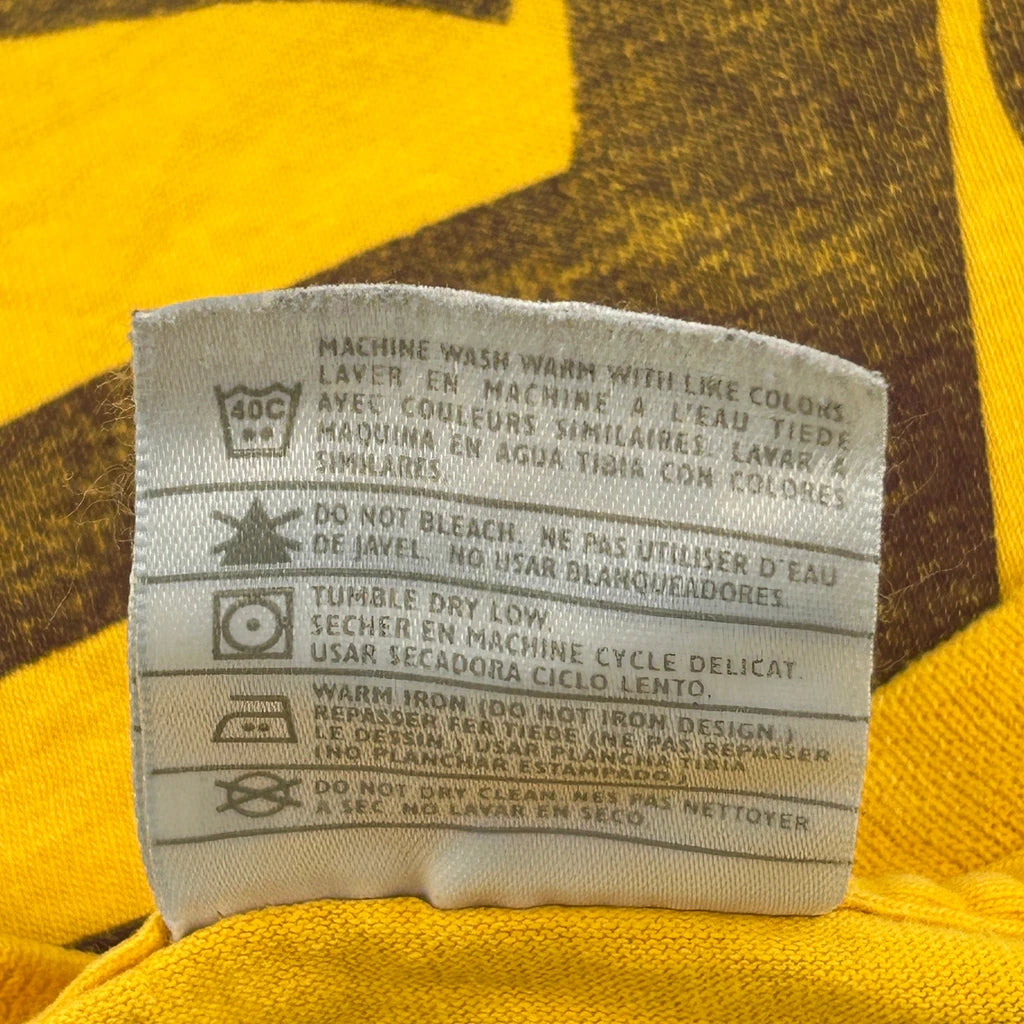 40C
MACHINE WASH WARM WITH LIKE COLORS.
LAVER EN MACHINE A L'EAU TIEDE
AVEC COULEURS SIMILAIRES. LAVAR A
MAQUINA EN AGUA TIBIA CON COLORES
SIMILARES
DO NOT BLEACH. NE PAS UTILISER D'EAU
DE JAVEL. NO USAR BLANQUEADORES.
TUMBLE DRY LOW.
SECHER EN MACHINE CYCLE DELICAT.
USAR SECADORA CICLO LENTO.
WARM IRON (DO NOT IRON DESIGN.)
REPASSER FER TIEDE (NE PAS REPASSER
LE DESSIN.) USAR PLANCHA TIBIA
(NO PLANCHAR ESTAMPADO.)
DO NOT DRY CLEAN. NES PAS NETTOYER
A SEC. NO LAVAR EN SECO.